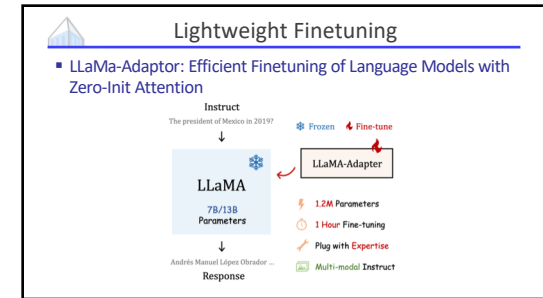 Lightweight Finetuning
LLaMa-Adaptor: Efficient Finetuning of Language Models with
Zero-Init Attention
Instruct
The president of Mexico in 2019?
Frozen
Fine-tune
LLaMA-Adapter
LLaMA
7B/13B
Parameters
1.2M Parameters
1 Hour Fine-tuning
Plug with Expertise
Multi-modal Instruct
Andrés Manuel López Obrador ...
Response